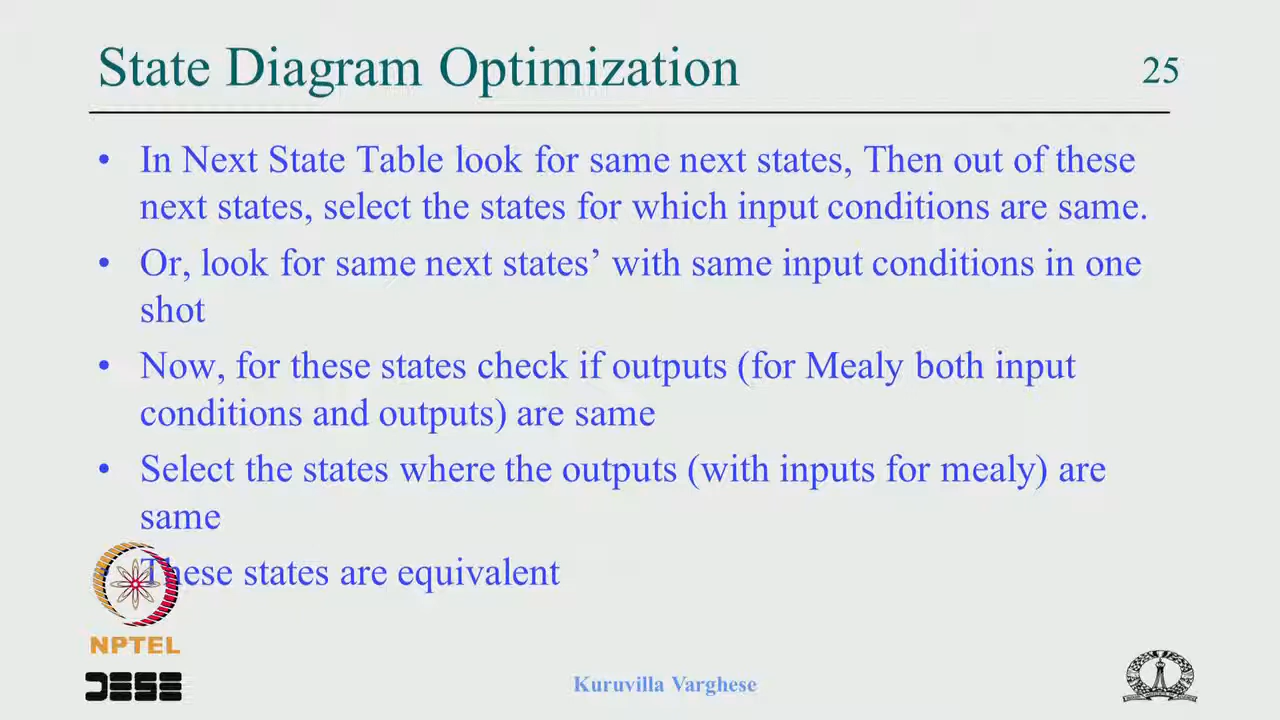 State Diagram Optimization
25
• In Next State Table look for same next states, Then out of these
next states, select the states for which input conditions are same.
• Or, look for same next states’ with same input conditions in one
shot
• Now, for these states check if outputs (for Mealy both input
conditions and outputs) are same
• Select the states where the outputs (with inputs for mealy) are
same
• These states are equivalent
NPTEL
DESE
Kuruvilla Varghese